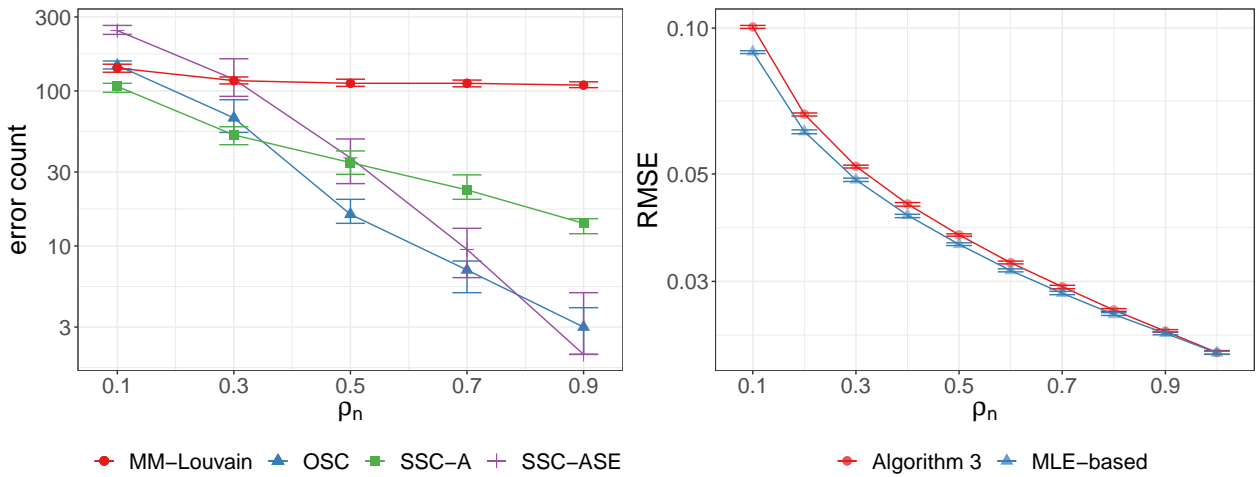 error count
300
100
30
10
3
0.1 0.3 0.5 0.7 0.9
ρn
MM−Louvain OSC SSC−A SSC−ASE
RMSE
0.10
0.05
0.03
0.1 0.3 0.5 0.7 0.9
ρn
Algorithm 3 MLE−based